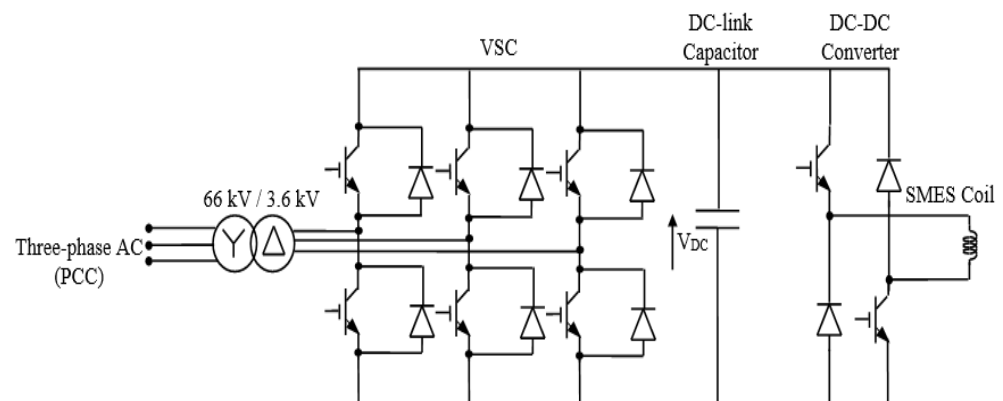 VSC
DC-link
Capacitor
DC-DC
Converter
66 kV / 3.6 kV
SMES Coil
Three-phase AC
(PCC)
VDC